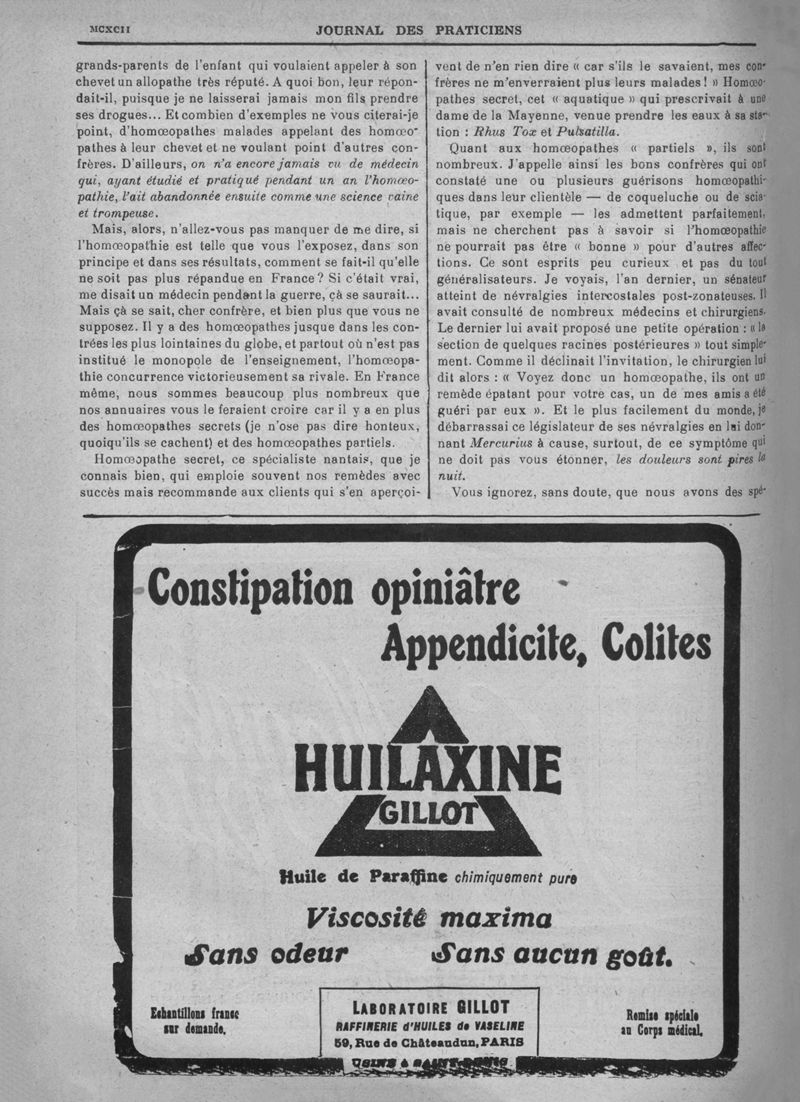 MCXCII
JOURNAL DES PRATICIENS
grands-parents de l'enfant qui voulaient appeler à son
chevet un allopathe très réputé. A quoi bon, leur répon-
dait-il, puisque je ne laisserai jamais mon fils prendre
ses drogues... Et combien d'exemples ne vous citerai-je
point, d'homœopathes malades appelant des homœo-
pathes à leur chevet et ne voulant point d'autres con-
frères. D'ailleurs, on n'a encore jamais vu de médecin
qui, ayant étudié et pratiqué pendant un an l'homœo-
pathie, l'ait abandonnée ensuite comme une science vaine
et trompeuse.
Mais, alors, n'allez-vous pas manquer de me dire, si
l'homœopathie est telle que vous l'exposez, dans son
principe et dans ses résultats, comment se fait-il qu'elle
ne soit pas plus répandue en France? Si c'était vrai,
me disait un médecin pendant la guerre, çà se saurait...
Mais çà se sait, cher confrère, et bien plus que vous ne
supposez. Il y a des homœopathes jusque dans les con-
trées les plus lointaines du globe, et partout où n'est pas
institué le monopole de l'enseignement, l'homœopa-
thie concurrence victorieusement sa rivale. En France
même, nous sommes beaucoup plus nombreux que
nos annuaires vous le feraient croire car il y a en plus
des homœopathes secrets (je n'ose pas dire honteux,
quoiqu'ils se cachent) et des homœopathes partiels.
Homœopathe secret, ce spécialiste nantais, que je
connais bien, qui emploie souvent nos remèdes avec
succès mais recommande aux clients qui s'en aperçoi-
vent de n'en rien dire « car s'ils le savaient, mes con-
frères ne m'enverraient plus leurs malades! » Homœo-
pathes secret, cet « aquatique » qui prescrivait à une
dame de la Mayenne, venue prendre les eaux à sa sta-
tion : Rhus Tox et Pulsatilla.
Quant aux homœopathes « partiels », ils sont
nombreux. J'appelle ainsi les bons confrères qui ont
constaté une ou plusieurs guérisons homœopathi-
ques dans leur clientèle — de coqueluche ou de scia-
tique, par exemple — les admettent parfaitement,
mais ne cherchent pas à savoir si l'homœopathie
ne pourrait pas être « bonne » pour d'autres affec-
tions. Ce sont esprits peu curieux et pas du tout
généralisateurs. Je voyais, l'an dernier, un sénateur
atteint de névralgies intercostales post-zonateuses. Il
avait consulté de nombreux médecins et chirurgiens.
Le dernier lui avait proposé une petite opération : « la
section de quelques racines postérieures » tout simple-
ment. Comme il déclinait l'invitation, le chirurgien lui
dit alors : « Voyez donc un homœopathe, ils ont un
remède épatant pour votre cas, un de mes amis a été
guéri par eux ». Et le plus facilement du monde, je
débarrassai ce législateur de ses névralgies en lui don-
nant Mercurius à cause, surtout, de ce symptôme qui
ne doit pas vous étonner, les douleurs sont pires la
nuit.
Vous ignorez, sans doute, que nous avons des spé-
Constipation opiniâtre
Appendicite, Colites
HUILAXINE
GILLOT
Huile de Paraffine chimiquement pure
Viscosité maxima
Sans odeur Sans aucun goût.
Echantillons franco
sur demande.
LABORATOIRE GILLOT
RAFFINERIE d'HUILES de VASELINE
59, Rue de Châteaudun, PARIS
USINE à SAINT-DENIS
Remise spéciale
au Corps médical.